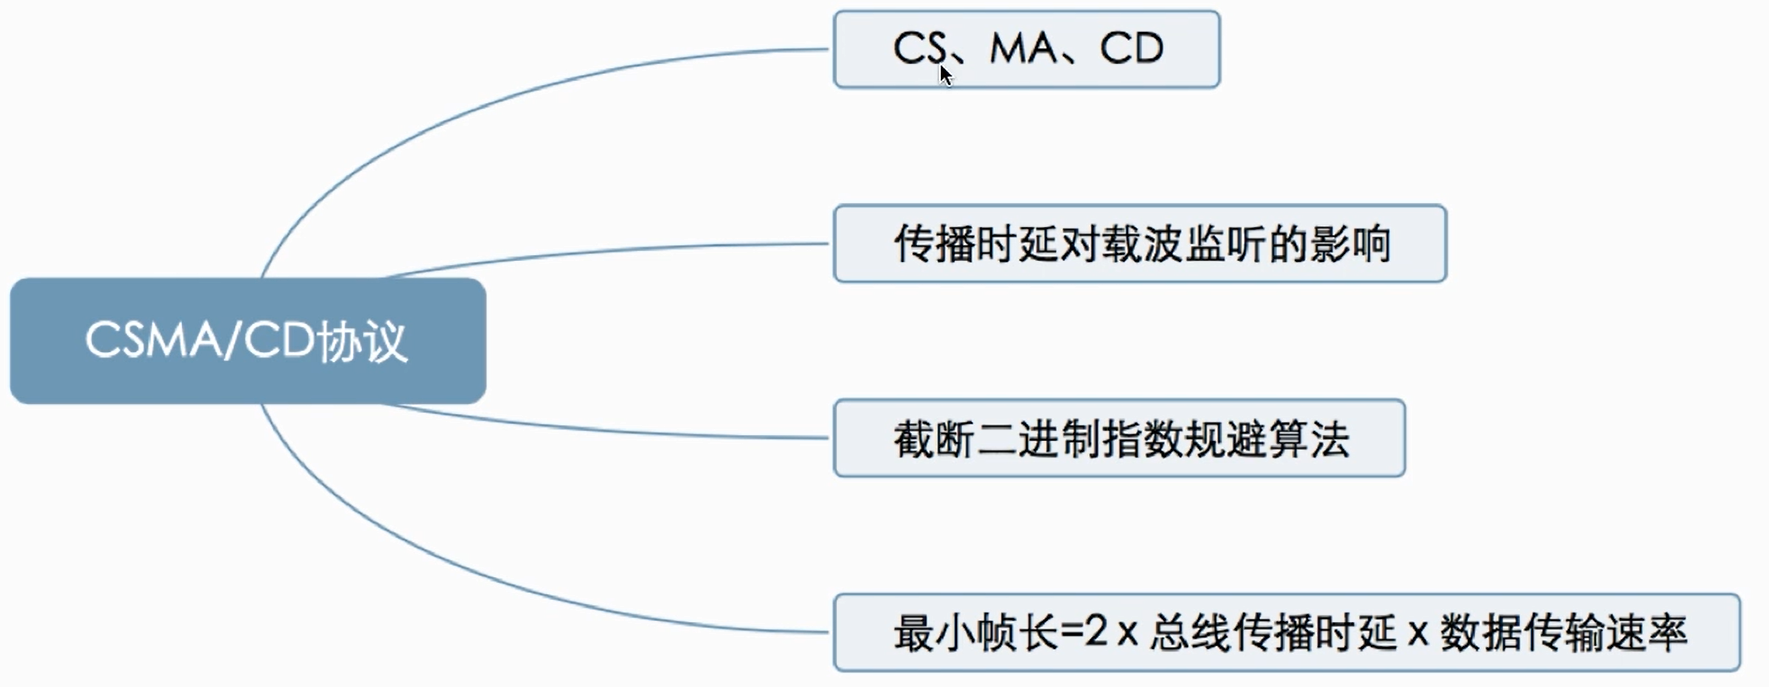 CS、MA、CD
传播时延对载波监听的影响
CSMA/CD协议
截断二进制指数规避算法
最小帧长=2 x 总线传播时延 x 数据传输速率